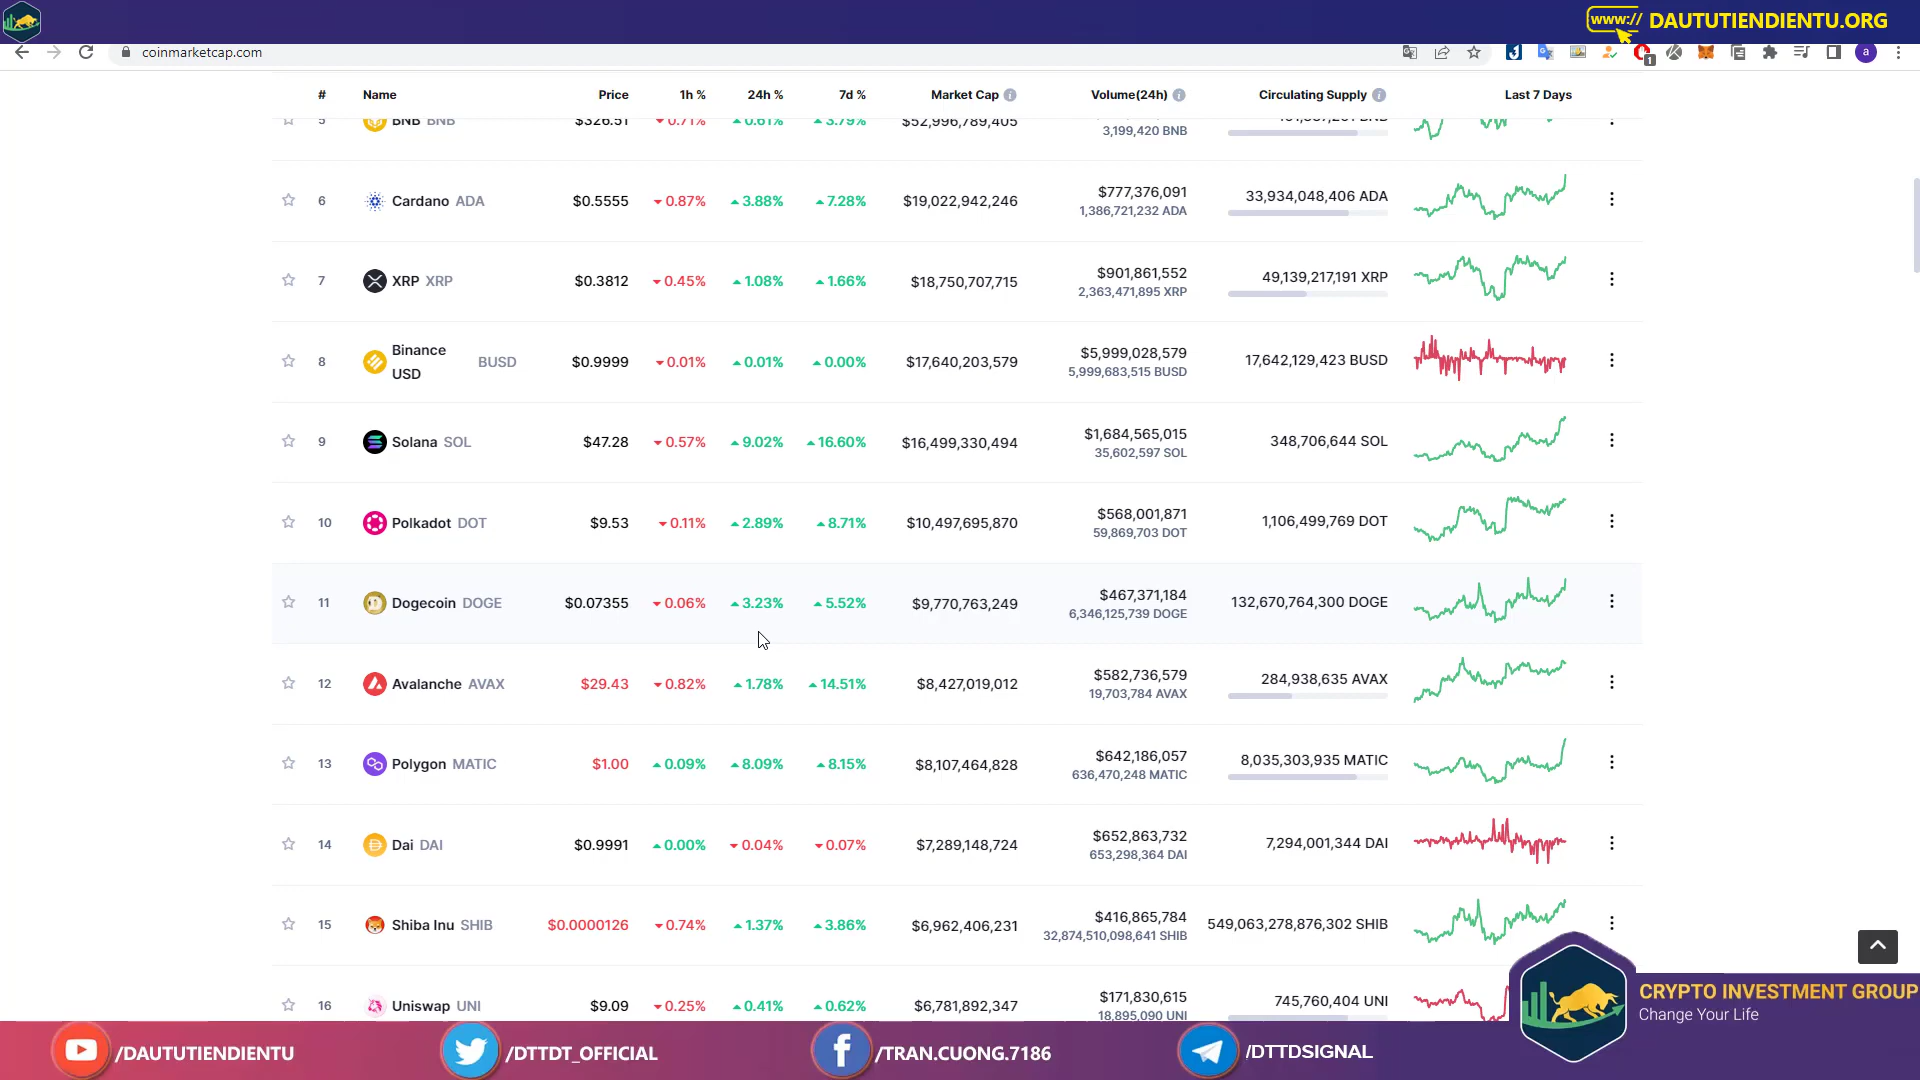 www:// DAUTUTIENDIENTU.ORG
coinmarketcap.com
1
a
# Name Price 1h % 24h % 7d % Market Cap Volume(24h) Circulating Supply Last 7 Days
5 BNB BNB $326.51 0.71% 0.61% 3.79% $52,996,789,405
3,199,420 BNB
6 Cardano ADA $0.5555 0.87% 3.88% 7.28% $19,022,942,246 $777,376,091 33,934,048,406 ADA
1,386,721,232 ADA
7 XRP XRP $0.3812 0.45% 1.08% 1.66% $18,750,707,715 $901,861,552 49,139,217,191 XRP
2,363,471,895 XRP
8 Binance USD BUSD $0.9999 0.01% 0.01% 0.00% $17,640,203,579 $5,999,028,579 17,642,129,423 BUSD
5,999,683,515 BUSD
9 Solana SOL $47.28 0.57% 9.02% 16.60% $16,499,330,494 $1,684,565,015 348,706,644 SOL
35,602,597 SOL
10 Polkadot DOT $9.53 0.11% 2.89% 8.71% $10,497,695,870 $568,001,871 1,106,499,769 DOT
59,869,703 DOT
11 Dogecoin DOGE $0.07355 0.06% 3.23% 5.52% $9,770,763,249 $467,371,184 132,670,764,300 DOGE
6,346,125,739 DOGE
12 Avalanche AVAX $29.43 0.82% 1.78% 14.51% $8,427,019,012 $582,736,579 284,938,635 AVAX
19,703,784 AVAX
13 Polygon MATIC $1.00 0.09% 8.09% 8.15% $8,107,464,828 $642,186,057 8,035,303,935 MATIC
636,470,248 MATIC
14 Dai DAI $0.9991 0.00% 0.04% 0.07% $7,289,148,724 $652,863,732 7,294,001,344 DAI
653,298,364 DAI
15 Shiba Inu SHIB $0.0000126 0.74% 1.37% 3.86% $6,962,406,231 $416,865,784 549,063,278,876,302 SHIB
32,874,510,098,641 SHIB
16 Uniswap UNI $9.09 0.25% 0.41% 0.62% $6,781,892,347 $171,830,615 745,760,404 UNI
18,895,090 UNI
CRYPTO INVESTMENT GROUP
Change Your Life
/DAUTUTIENDIENTU /DTTDT_OFFICIAL /TRAN.CUONG.7186 /DTTDSIGNAL